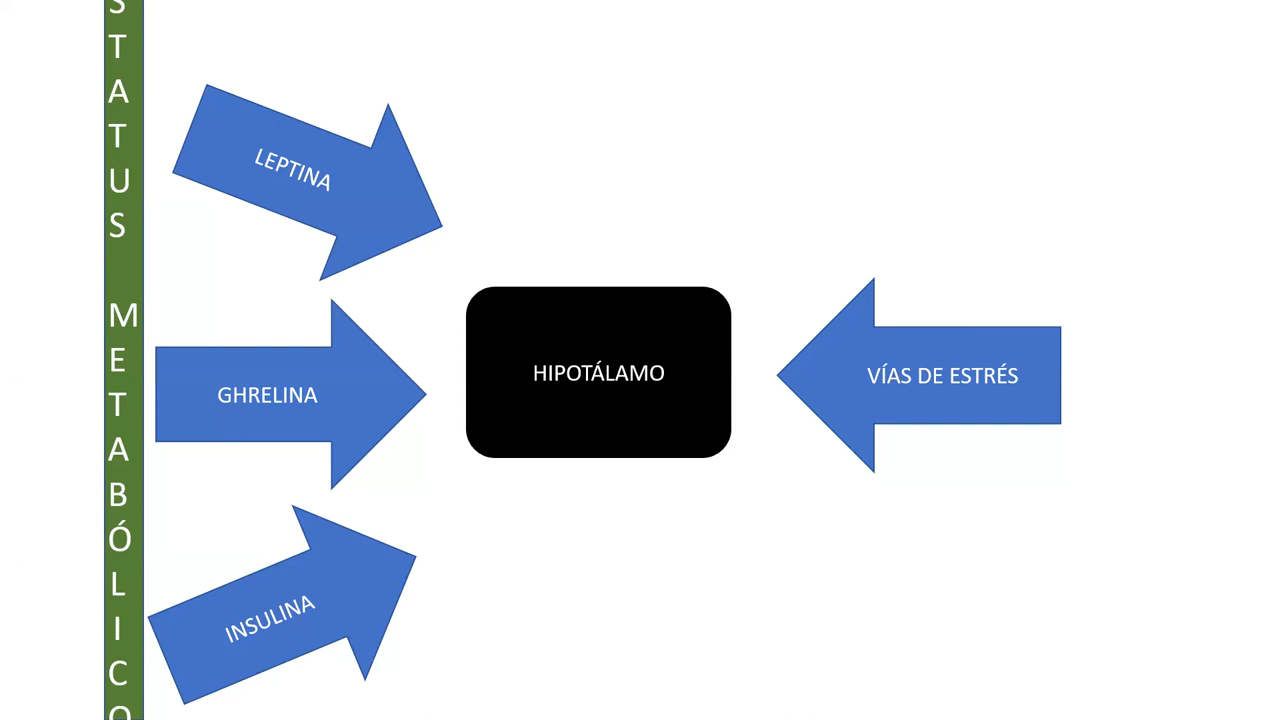 STATUS METABÓLICO
LEPTINA
GHRELINA
INSULINA
HIPOTÁLAMO
VÍAS DE ESTRÉS